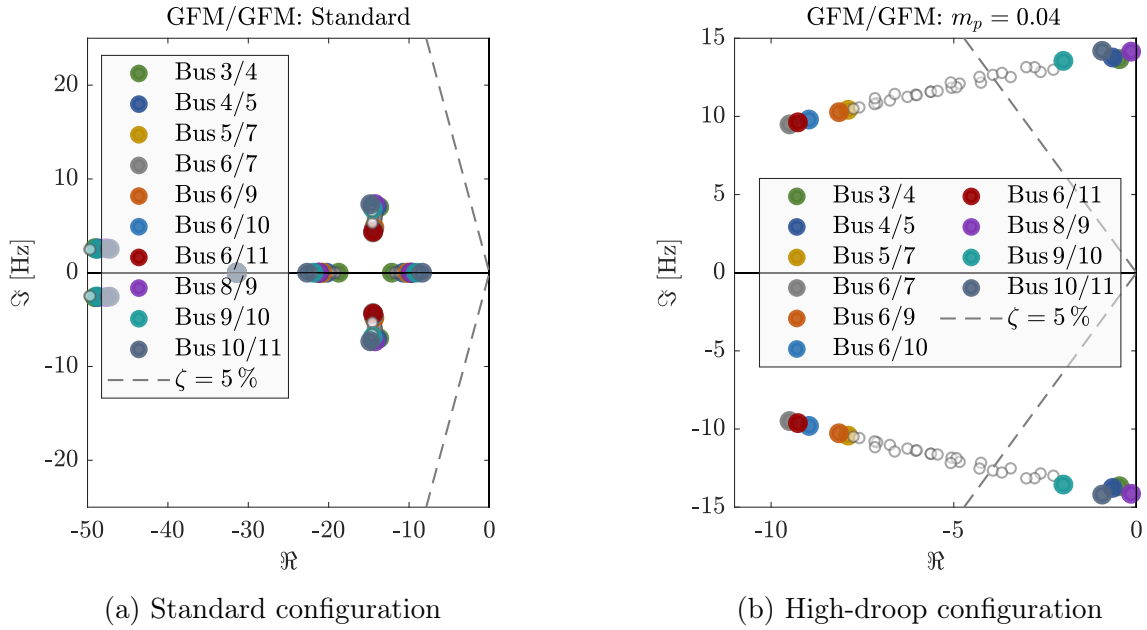 GFM/GFM: Standard
ℑ [Hz]
20
10
0
-10
-20
-50
-40
-30
-20
-10
0
ℜ
Bus 3/4
Bus 4/5
Bus 5/7
Bus 6/7
Bus 6/9
Bus 6/10
Bus 6/11
Bus 8/9
Bus 9/10
Bus 10/11
ζ = 5 %
(a) Standard configuration
GFM/GFM: m_p = 0.04
ℑ [Hz]
15
10
5
0
-5
-10
-15
-10
-5
0
ℜ
Bus 3/4
Bus 4/5
Bus 5/7
Bus 6/7
Bus 6/9
Bus 6/10
Bus 6/11
Bus 8/9
Bus 9/10
Bus 10/11
ζ = 5 %
(b) High-droop configuration